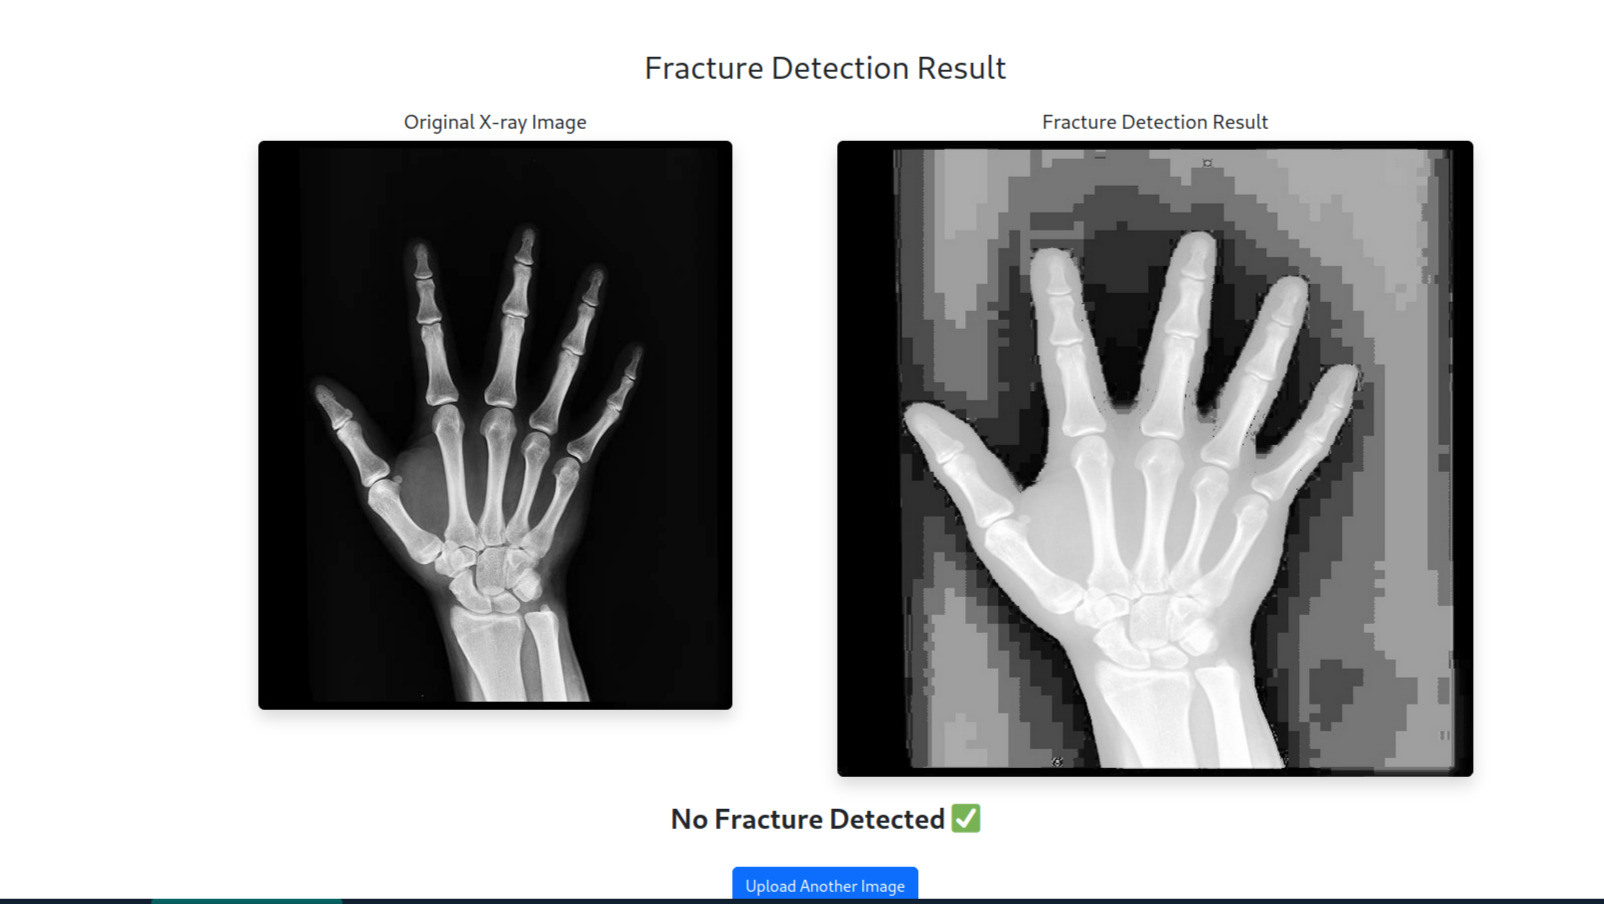 Fracture Detection Result
Original X-ray Image
Fracture Detection Result
No Fracture Detected ✅
Upload Another Image